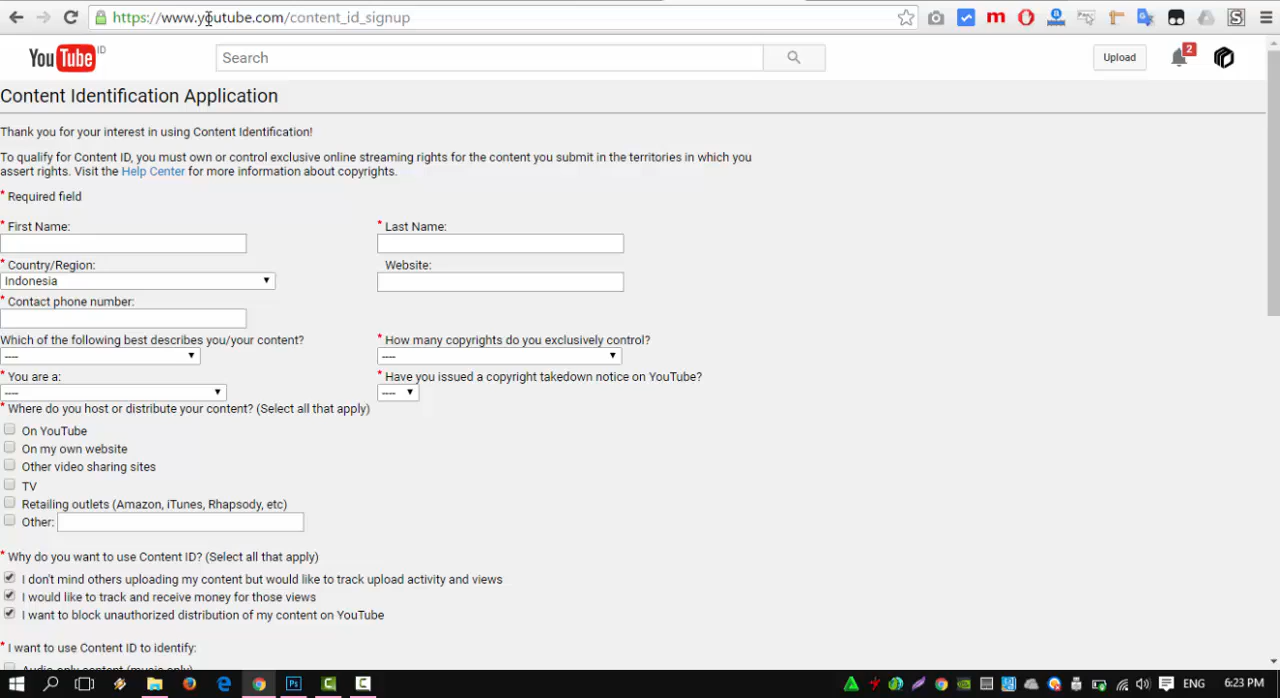 https://www.youtube.com/content_id_signup
YouTube ID
Search
Upload
2
Content Identification Application
Thank you for your interest in using Content Identification!
To qualify for Content ID, you must own or control exclusive online streaming rights for the content you submit in the territories in which you
assert rights. Visit the Help Center for more information about copyrights.
* Required field
* First Name:
* Last Name:
* Country/Region:
Website:
Indonesia
* Contact phone number:
Which of the following best describes you/your content?
* How many copyrights do you exclusively control?
----
----
* You are a:
* Have you issued a copyright takedown notice on YouTube?
----
----
* Where do you host or distribute your content? (Select all that apply)
On YouTube
On my own website
Other video sharing sites
TV
Retailing outlets (Amazon, iTunes, Rhapsody, etc)
Other:
* Why do you want to use Content ID? (Select all that apply)
I don't mind others uploading my content but would like to track upload activity and views
I would like to track and receive money for those views
I want to block unauthorized distribution of my content on YouTube
* I want to use Content ID to identify:
Audio only content (music only)
ENG
6:23 PM